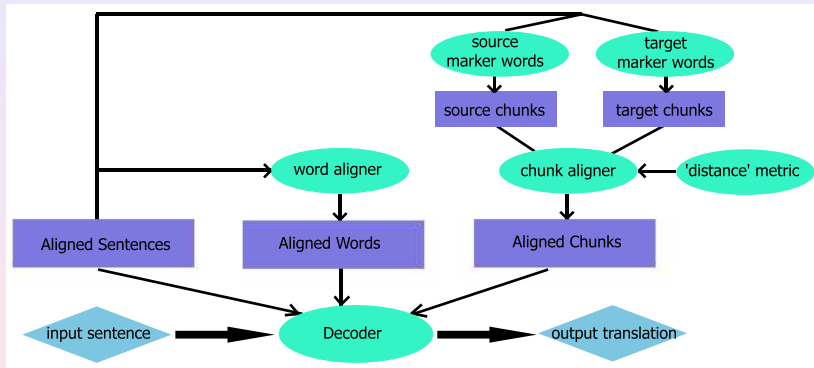 source
marker words
target
marker words
source chunks
target chunks
word aligner
chunk aligner
'distance' metric
Aligned Sentences
Aligned Words
Aligned Chunks
input sentence
Decoder
output translation